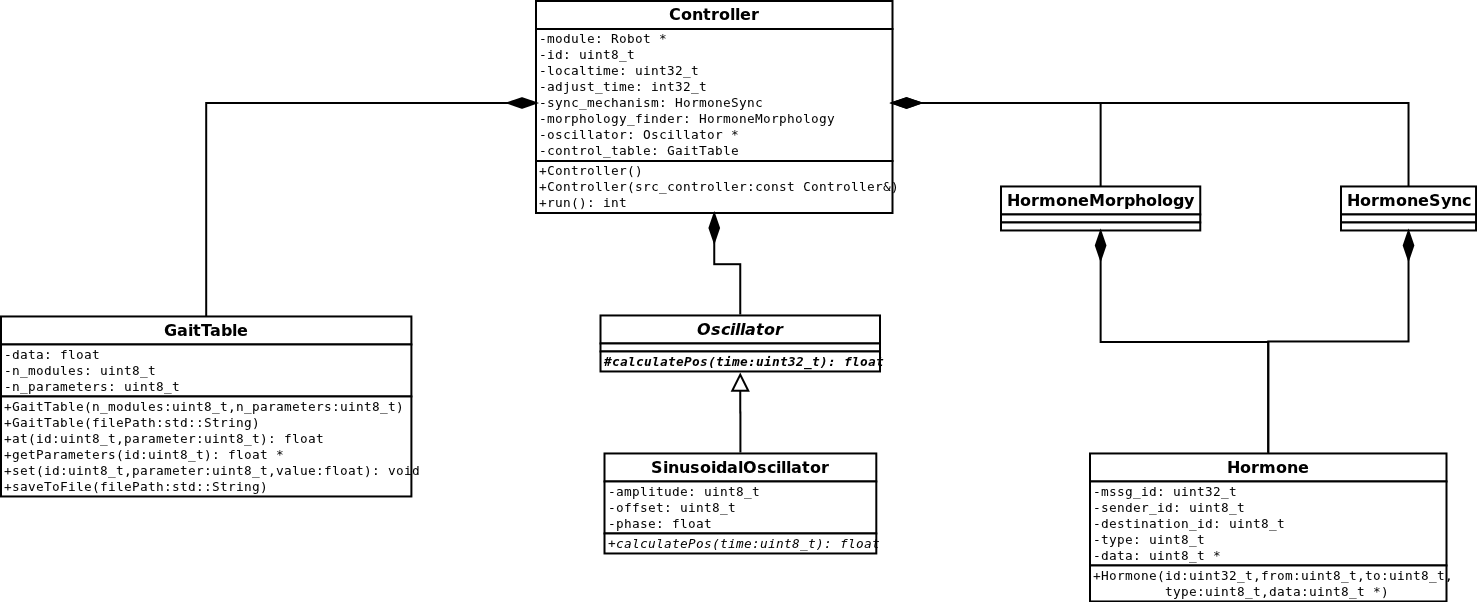 Controller
-module: Robot *
-id: uint8_t
-localtime: uint32_t
-adjust_time: int32_t
-sync_mechanism: HormoneSync
-morphology_finder: HormoneMorphology
-oscillator: Oscillator *
-control_table: GaitTable
+Controller()
+Controller(src_controller:const Controller&)
+run(): int
HormoneMorphology
HormoneSync
GaitTable
-data: float
-n_modules: uint8_t
-n_parameters: uint8_t
+GaitTable(n_modules:uint8_t,n_parameters:uint8_t)
+GaitTable(filePath:std::String)
+at(id:uint8_t,parameter:uint8_t): float
+getParameters(id:uint8_t): float *
+set(id:uint8_t,parameter:uint8_t,value:float): void
+saveToFile(filePath:std::String)
Oscillator
#calculatePos(time:uint32_t): float
SinusoidalOscillator
-amplitude: uint8_t
-offset: uint8_t
-phase: float
+calculatePos(time:uint8_t): float
Hormone
-mssg_id: uint32_t
-sender_id: uint8_t
-destination_id: uint8_t
-type: uint8_t
-data: uint8_t *
+Hormone(id:uint32_t,from:uint8_t,to:uint8_t,
type:uint8_t,data:uint8_t *)